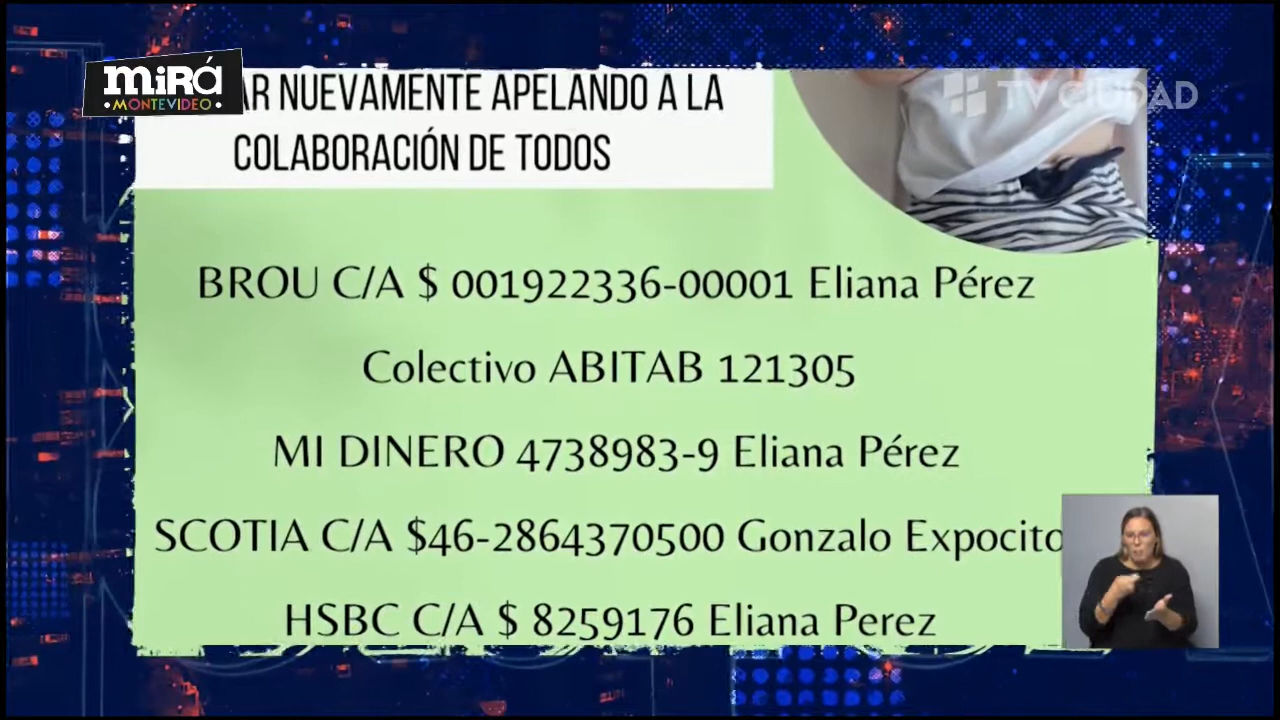 MIRÁ
MONTEVIDEO
TV CIUDAD
NUEVAMENTE APELANDO A LA
COLABORACIÓN DE TODOS
BROU C/A $ 001922336-00001 Eliana Pérez
Colectivo ABITAB 121305
MI DINERO 4738983-9 Eliana Pérez
SCOTIA C/A $46-2864370500 Gonzalo Expocito
HSBC C/A $ 8259176 Eliana Perez